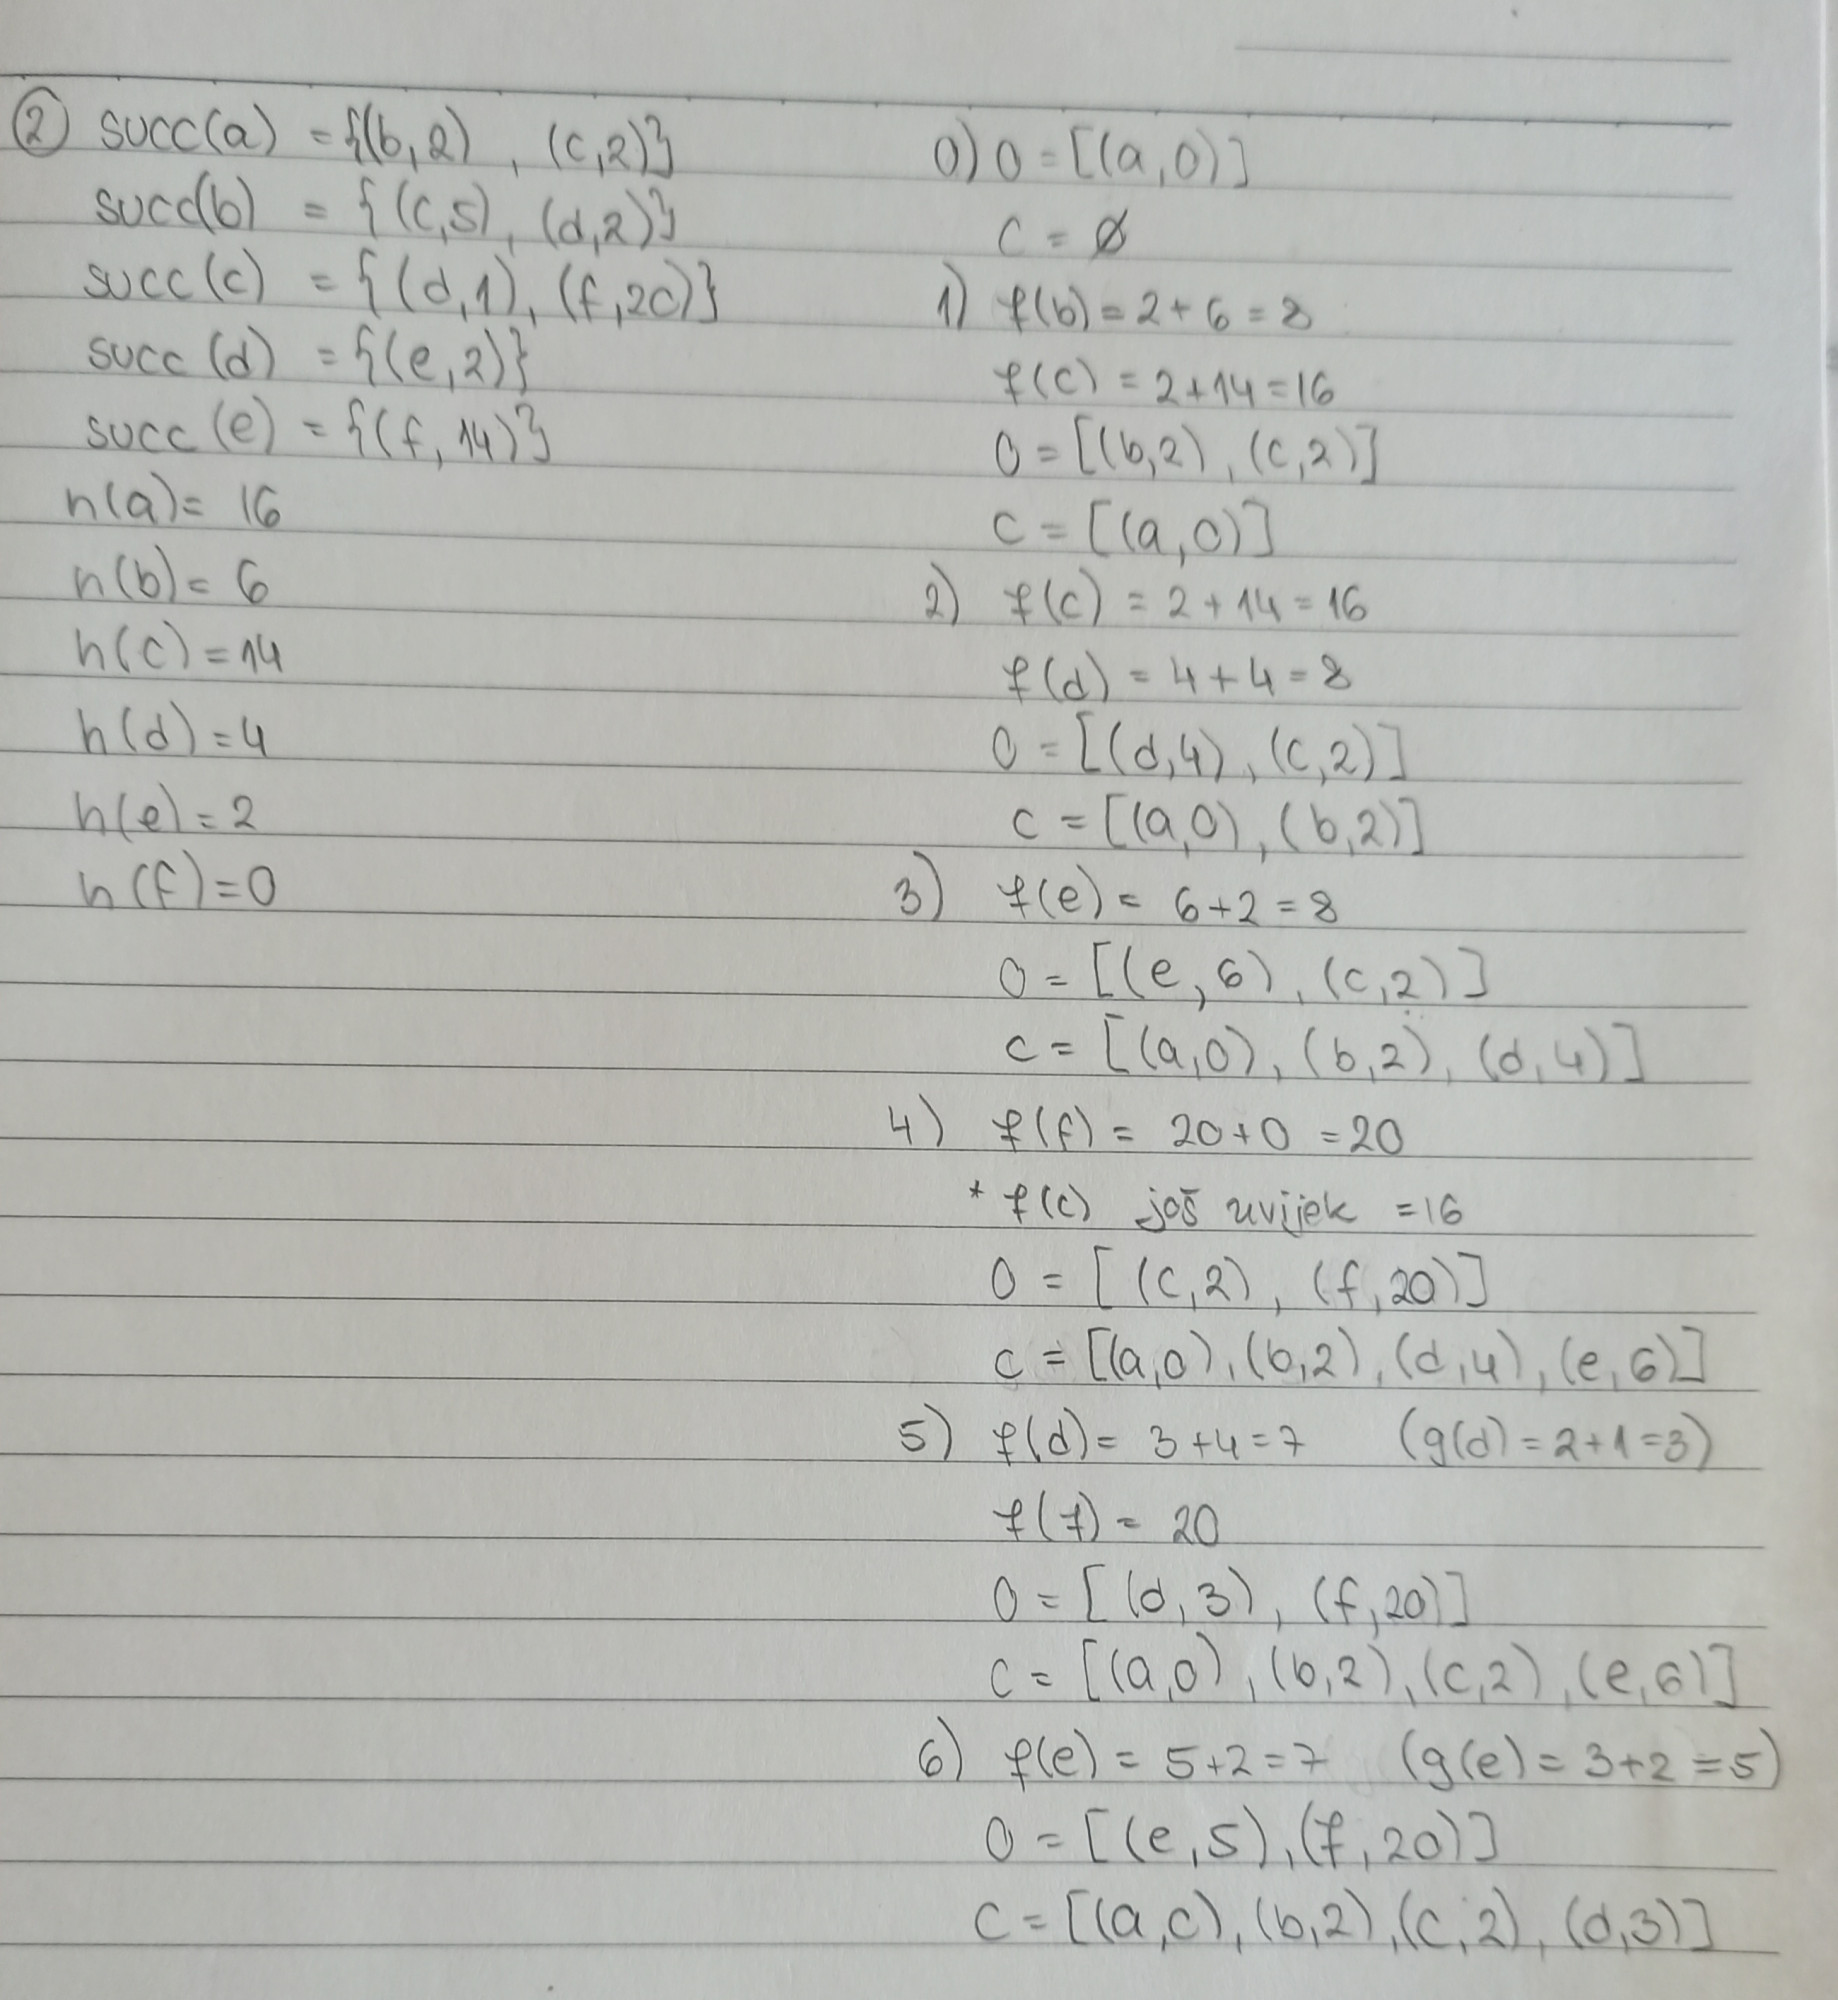 ② succ(a) = {(b,2) , (c,2)}
succ(b) = { (c,5), (d,2)}
succ(c) = { (d,1), (f,20)}
succ(d) = {(e,2)}
succ(e) = {(f,14)}
h(a) = 16
h(b) = 6
h(c) = 14
h(d) = 4
h(e) = 2
h(f) = 0
0) O = [(a,0)]
C = ∅
1) f(b) = 2+6 = 8
f(c) = 2+14 = 16
O = [(b,2), (c,2)]
C = [(a,0)]
2) f(c) = 2+14 = 16
f(d) = 4+4 = 8
O = [(d,4), (c,2)]
C = [(a,0), (b,2)]
3) f(e) = 6+2 = 8
O = [(e,6), (c,2)]
C = [(a,0), (b,2), (d,4)]
4) f(f) = 20+0 = 20
* f(c) još uvijek = 16
O = [(c,2), (f,20)]
C = [(a,0), (b,2), (d,4), (e,6)]
5) f(d) = 3+4 = 7 (g(d) = 2+1 = 3)
f(f) = 20
O = [(d,3), (f,20)]
C = [(a,0), (b,2), (c,2), (e,6)]
6) f(e) = 5+2 = 7 (g(e) = 3+2 = 5)
O = [(e,5), (f,20)]
C = [(a,0), (b,2), (c,2), (d,3)]